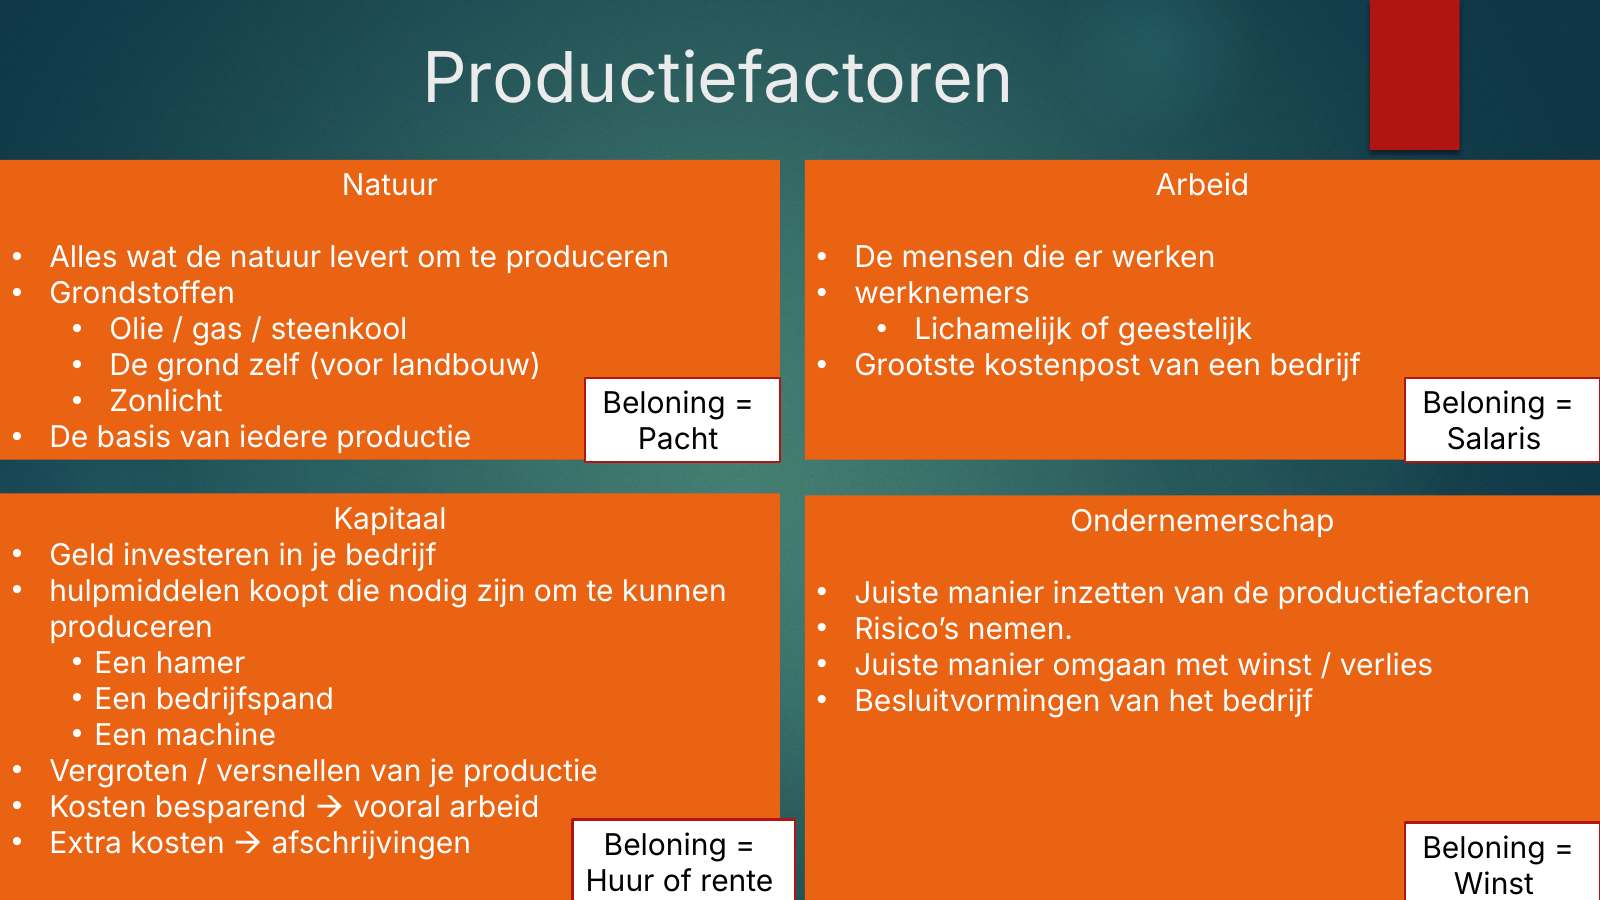 Productiefactoren
Natuur
• Alles wat de natuur levert om te produceren
• Grondstoffen
• Olie / gas / steenkool
• De grond zelf (voor landbouw)
• Zonlicht
• De basis van iedere productie
Beloning =
Pacht
Arbeid
• De mensen die er werken
• werknemers
• Lichamelijk of geestelijk
• Grootste kostenpost van een bedrijf
Beloning =
Salaris
Kapitaal
• Geld investeren in je bedrijf
• hulpmiddelen koopt die nodig zijn om te kunnen
produceren
• Een hamer
• Een bedrijfspand
• Een machine
• Vergroten / versnellen van je productie
• Kosten besparend → vooral arbeid
• Extra kosten → afschrijvingen
Beloning =
Huur of rente
Ondernemerschap
• Juiste manier inzetten van de productiefactoren
• Risico’s nemen.
• Juiste manier omgaan met winst / verlies
• Besluitvormingen van het bedrijf
Beloning =
Winst